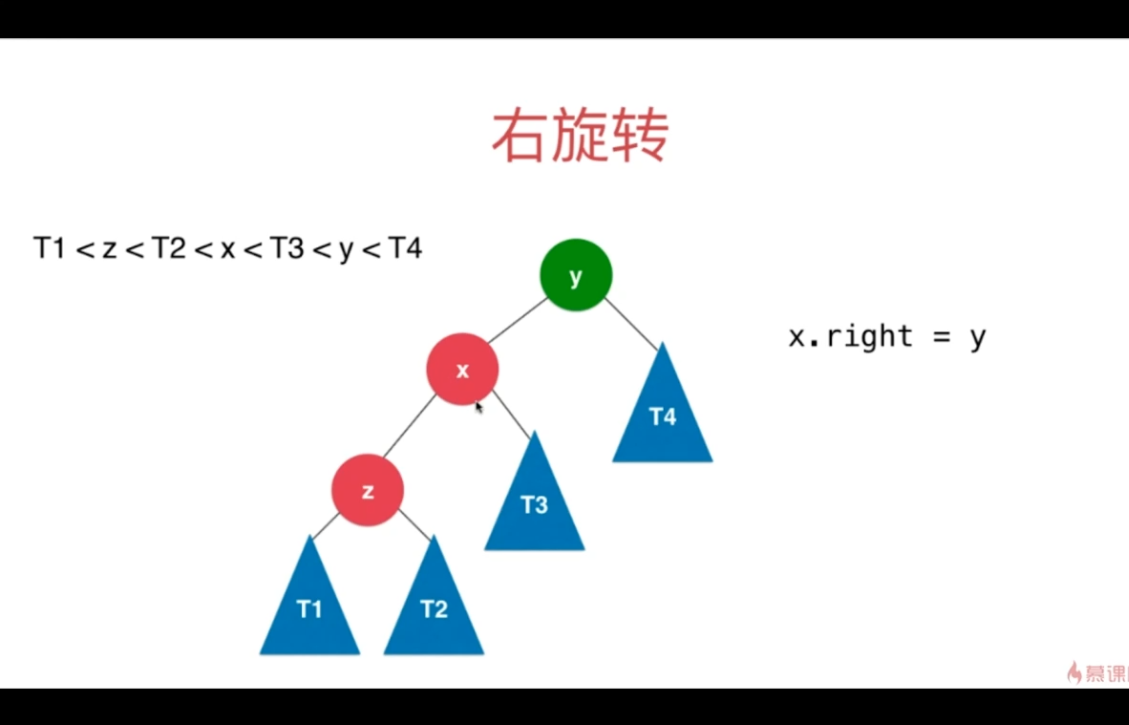 右旋转
T1 < z < T2 < x < T3 < y < T4
y
x.right = y
x
T4
z
T3
T1
T2
慕课